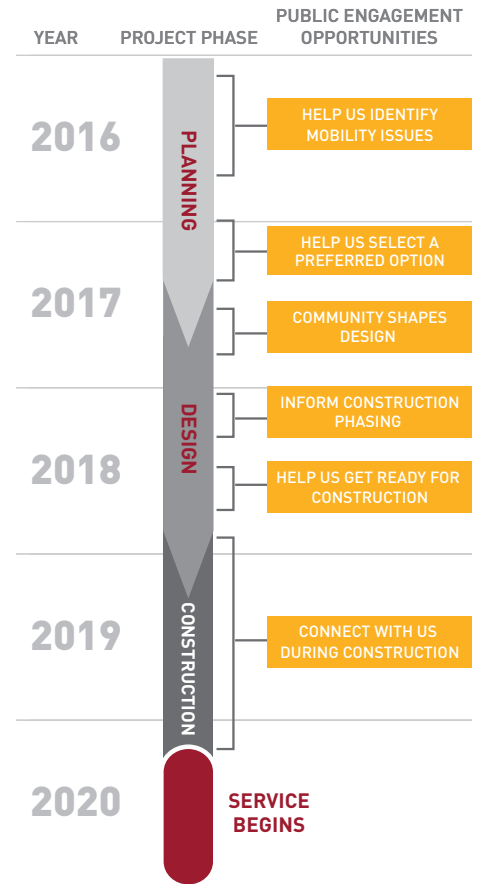 YEAR
PROJECT PHASE
PUBLIC ENGAGEMENT
OPPORTUNITIES
2016
PLANNING
HELP US IDENTIFY
MOBILITY ISSUES
2017
HELP US SELECT A
PREFERRED OPTION
COMMUNITY SHAPES
DESIGN
2018
DESIGN
INFORM CONSTRUCTION
PHASING
HELP US GET READY FOR
CONSTRUCTION
2019
CONSTRUCTION
CONNECT WITH US
DURING CONSTRUCTION
2020
SERVICE
BEGINS